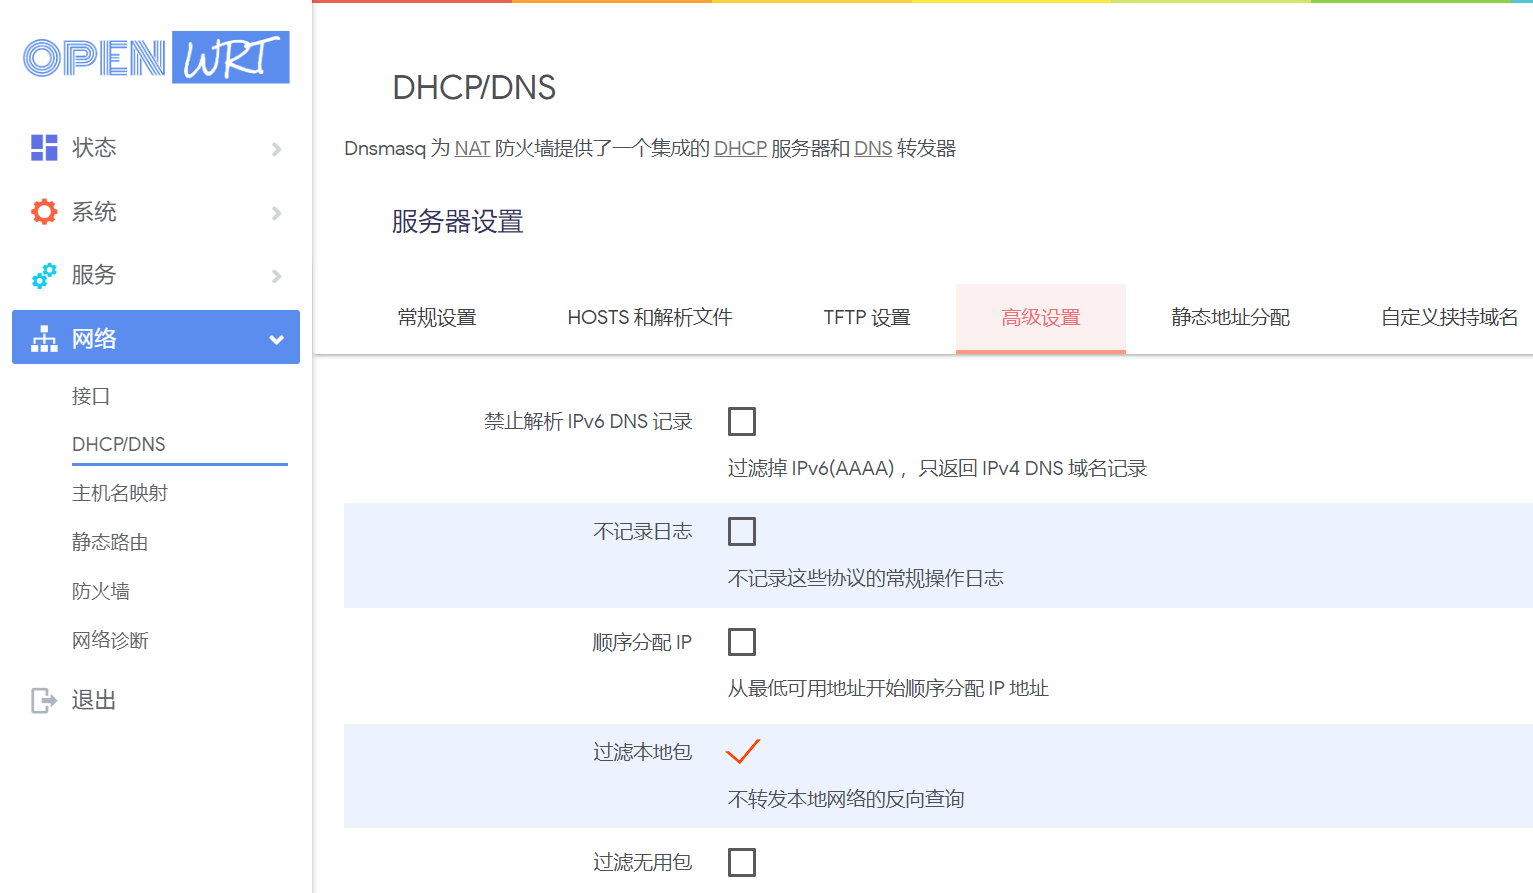 OPENWRT
状态
系统
服务
网络
接口
DHCP/DNS
主机名映射
静态路由
防火墙
网络诊断
退出
DHCP/DNS
Dnsmasq 为 NAT 防火墙提供了一个集成的 DHCP 服务器和 DNS 转发器
服务器设置
常规设置 HOSTS 和解析文件 TFTP 设置 高级设置 静态地址分配 自定义挟持域名
禁止解析 IPv6 DNS 记录
过滤掉 IPv6(AAAA) ，只返回 IPv4 DNS 域名记录
不记录日志
不记录这些协议的常规操作日志
顺序分配 IP
从最低可用地址开始顺序分配 IP 地址
过滤本地包
不转发本地网络的反向查询
过滤无用包